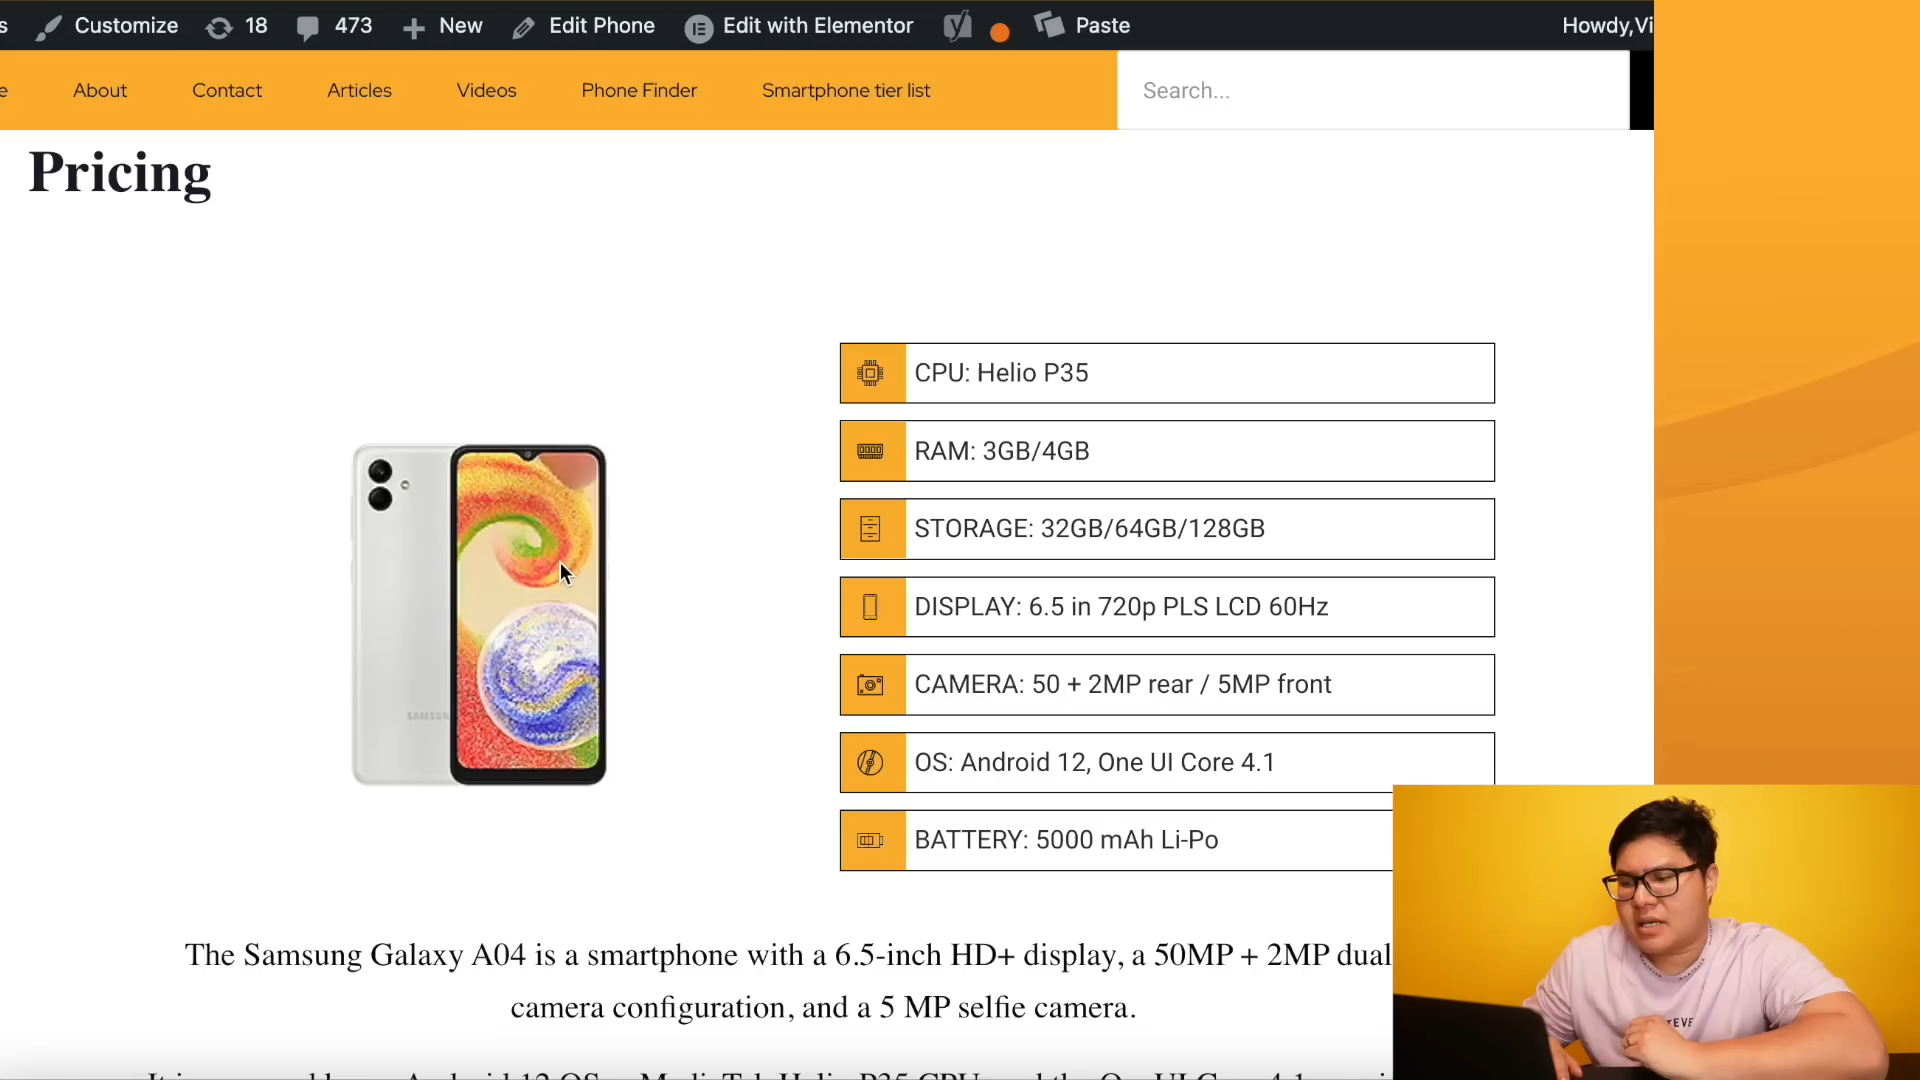 s Customize 18 473 New Edit Phone Edit with Elementor Paste Howdy,Vi
e About Contact Articles Videos Phone Finder Smartphone tier list Search...
Pricing
CPU: Helio P35
RAM: 3GB/4GB
STORAGE: 32GB/64GB/128GB
DISPLAY: 6.5 in 720p PLS LCD 60Hz
CAMERA: 50 + 2MP rear / 5MP front
OS: Android 12, One UI Core 4.1
BATTERY: 5000 mAh Li-Po
SAMSUN
The Samsung Galaxy A04 is a smartphone with a 6.5-inch HD+ display, a 50MP + 2MP dual
camera configuration, and a 5 MP selfie camera.
TEVE